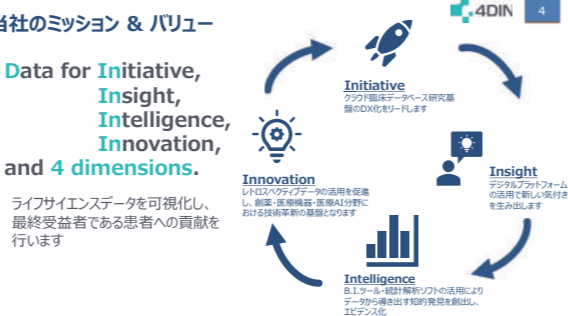 当社のミッション & バリュー
4DIN
4
Data for Initiative,
Insight,
Intelligence,
Innovation,
and 4 dimensions.
ライフサイエンスデータを可視化し、
最終受益者である患者への貢献を
行います
Initiative
クラウド臨床データベース研究基
盤のDX化をリードします
Insight
デジタルプラットフォーム
の活用で新しい気付き
を生み出します
Intelligence
B.I.ツール・統計解析ソフトの活用により
データから導き出す知的発見を創出し、
エビデンス化
Innovation
レトロスペクティブデータの活用を促進
し、創薬・医療機器・医療AI分野に
おける技術革新の基盤となります